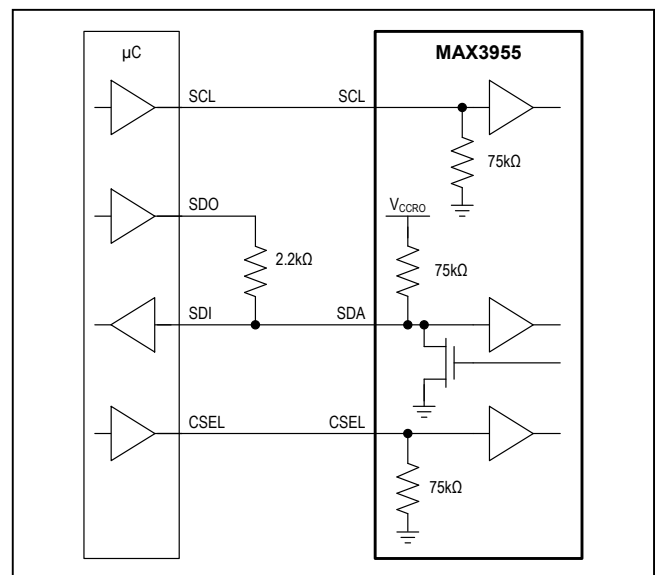 µC
MAX3955
SCL
SCL
75kΩ
SDO
VCCRO
2.2kΩ
75kΩ
SDI
SDA
CSEL
CSEL
75kΩ